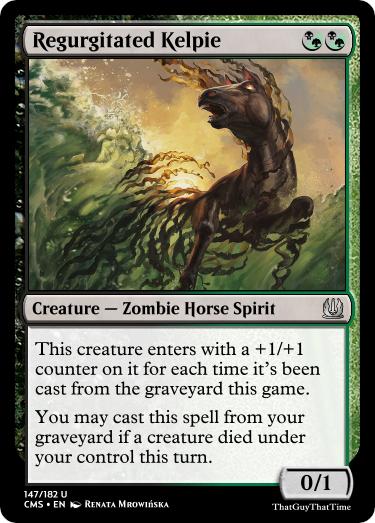 Regurgitated Kelpie
Creature — Zombie Horse Spirit
This creature enters with a +1/+1
counter on it for each time it's been
cast from the graveyard this game.
You may cast this spell from your
graveyard if a creature died under
your control this turn.
0/1
147/182 U
CMS • EN Renata Mrowińska
ThatGuyThatTime